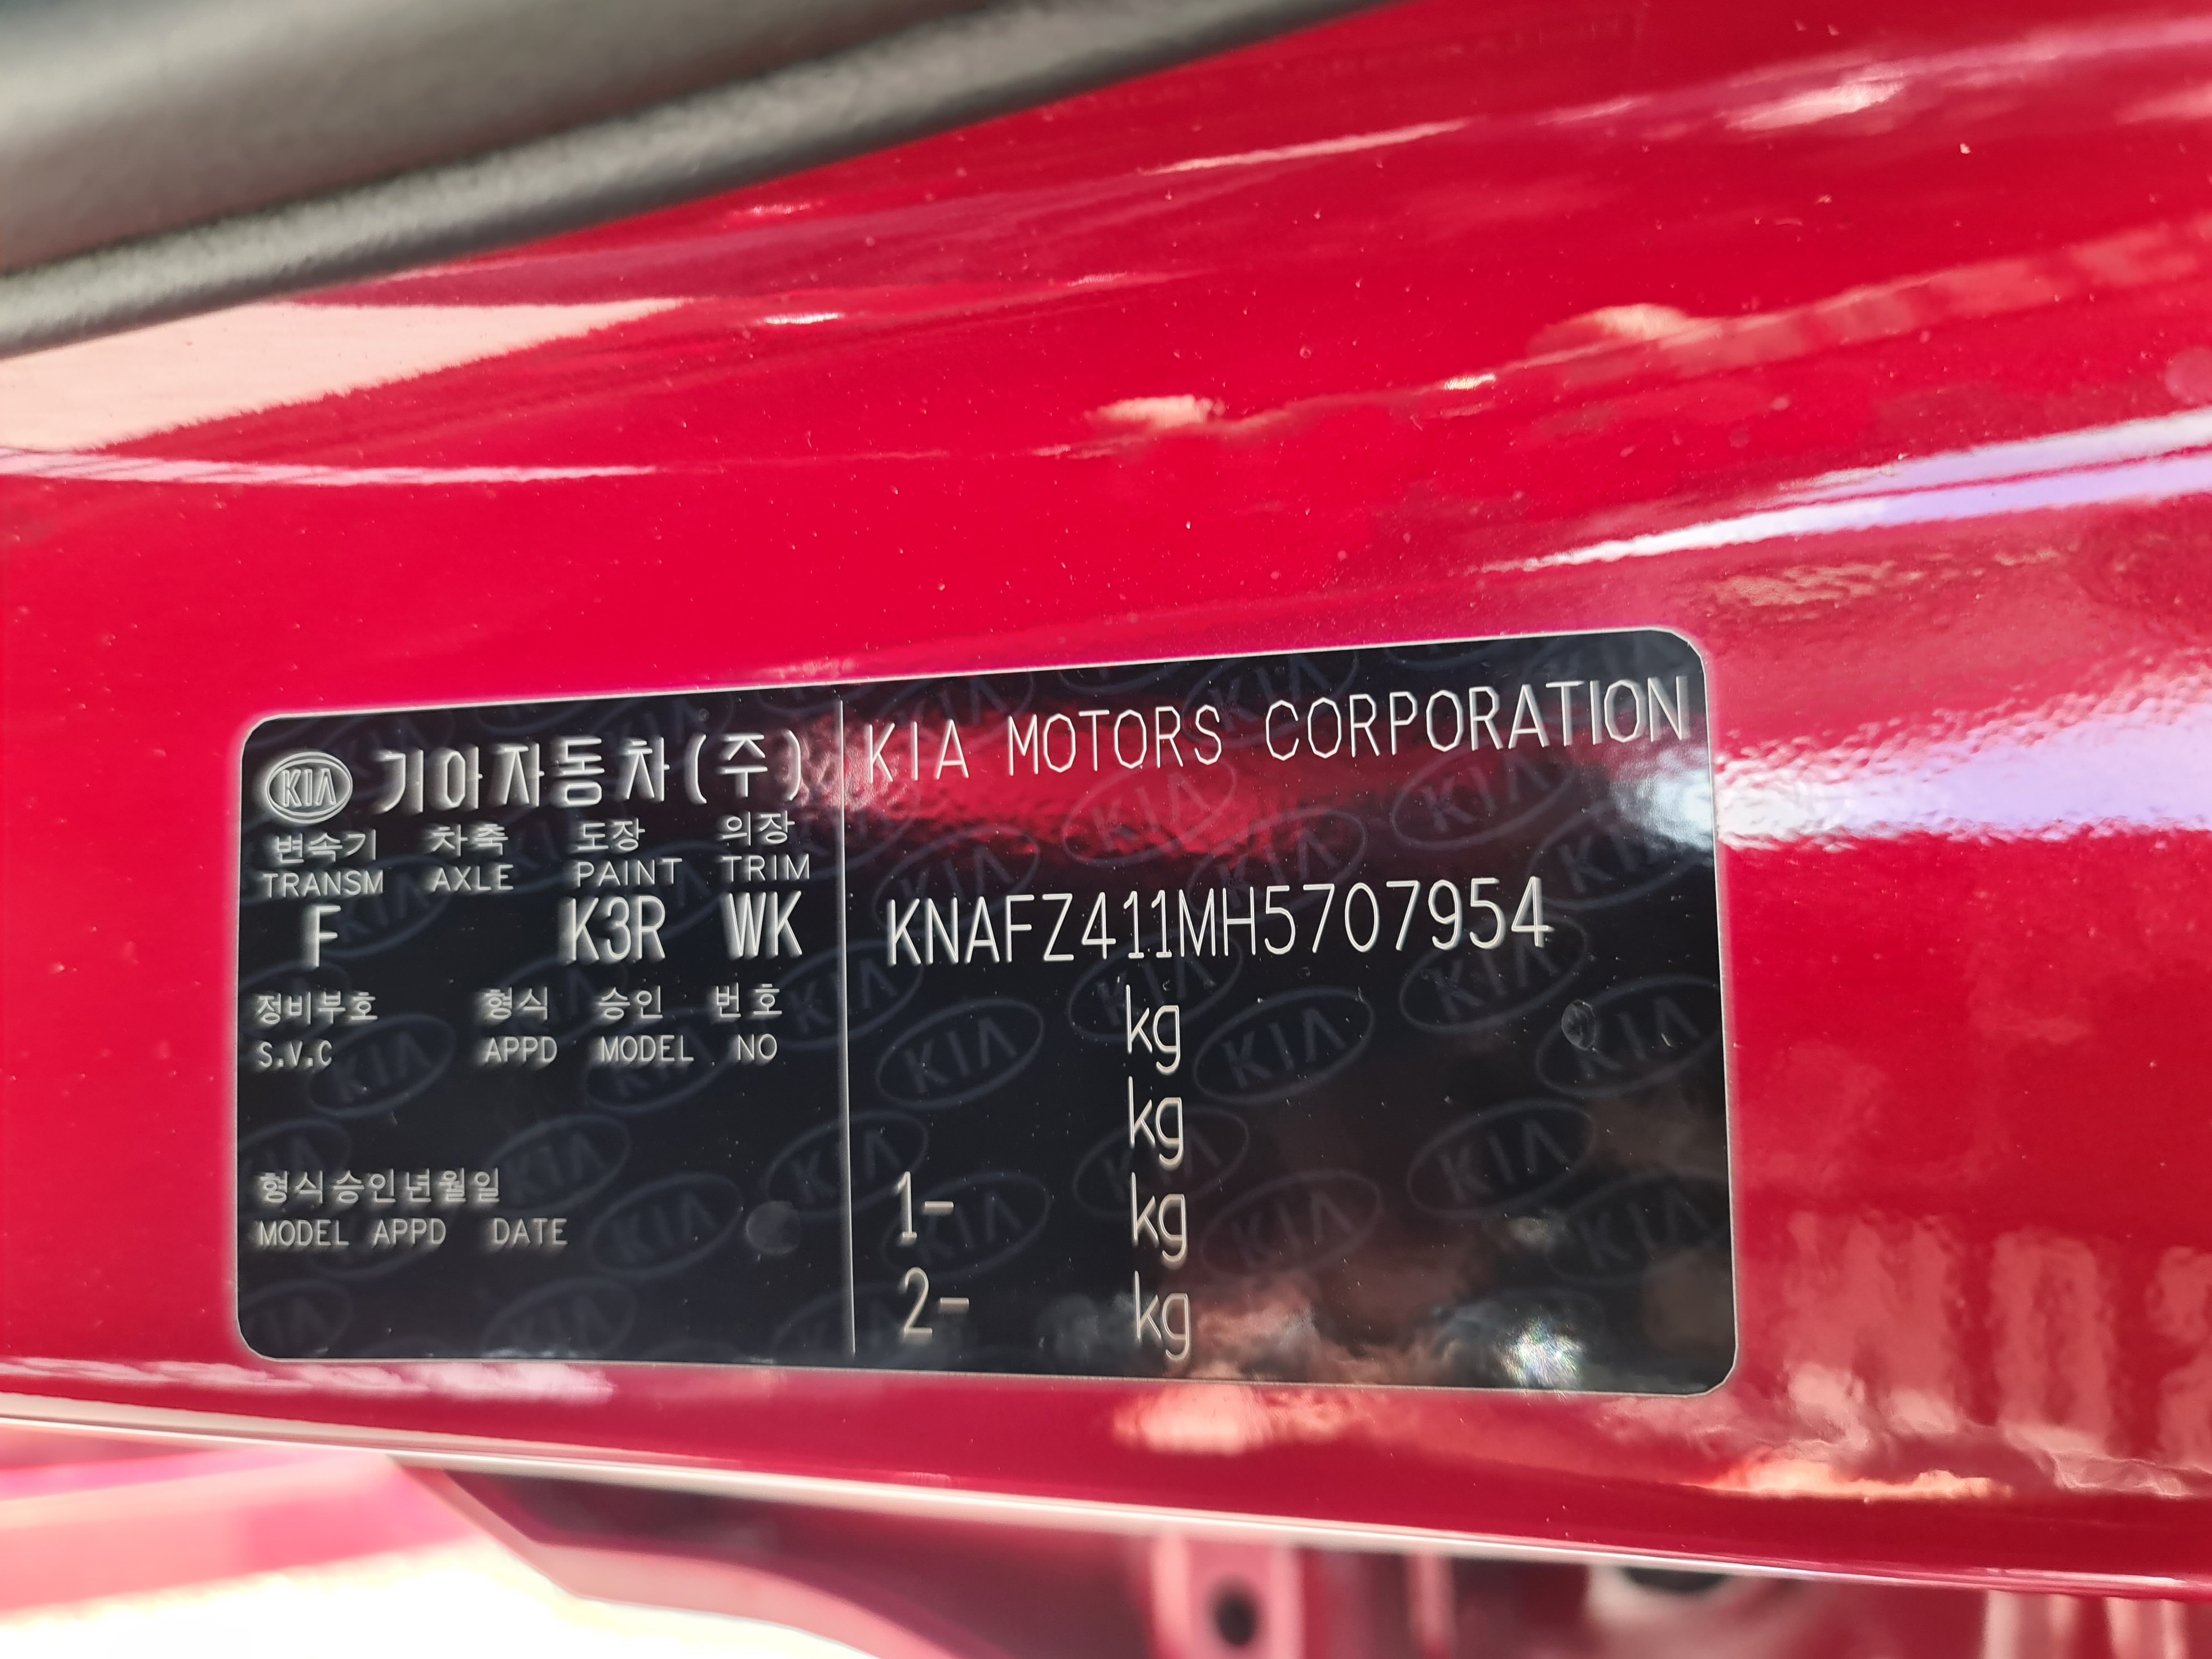 KIA 기아자동차(주)
변속기 차축 도장 의장
TRANSM AXLE PAINT TRIM
F K3R WK
정비부호 형식 승인 번호
S.V.C APPD MODEL NO
형식승인년월일
MODEL APPD DATE
KIA MOTORS CORPORATION
KNAFZ411MH5707954
kg
kg
1- kg
2- kg